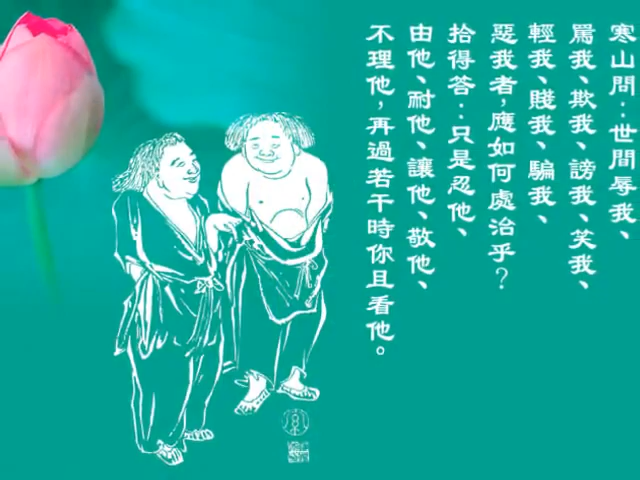 寒山問：世間辱我、
罵我、欺我、謗我、笑我、
輕我、賤我、騙我、
惡我者，應如何處治乎？
拾得答：只是忍他、
由他、耐他、讓他、敬他、
不理他，再過若干時你且看他。